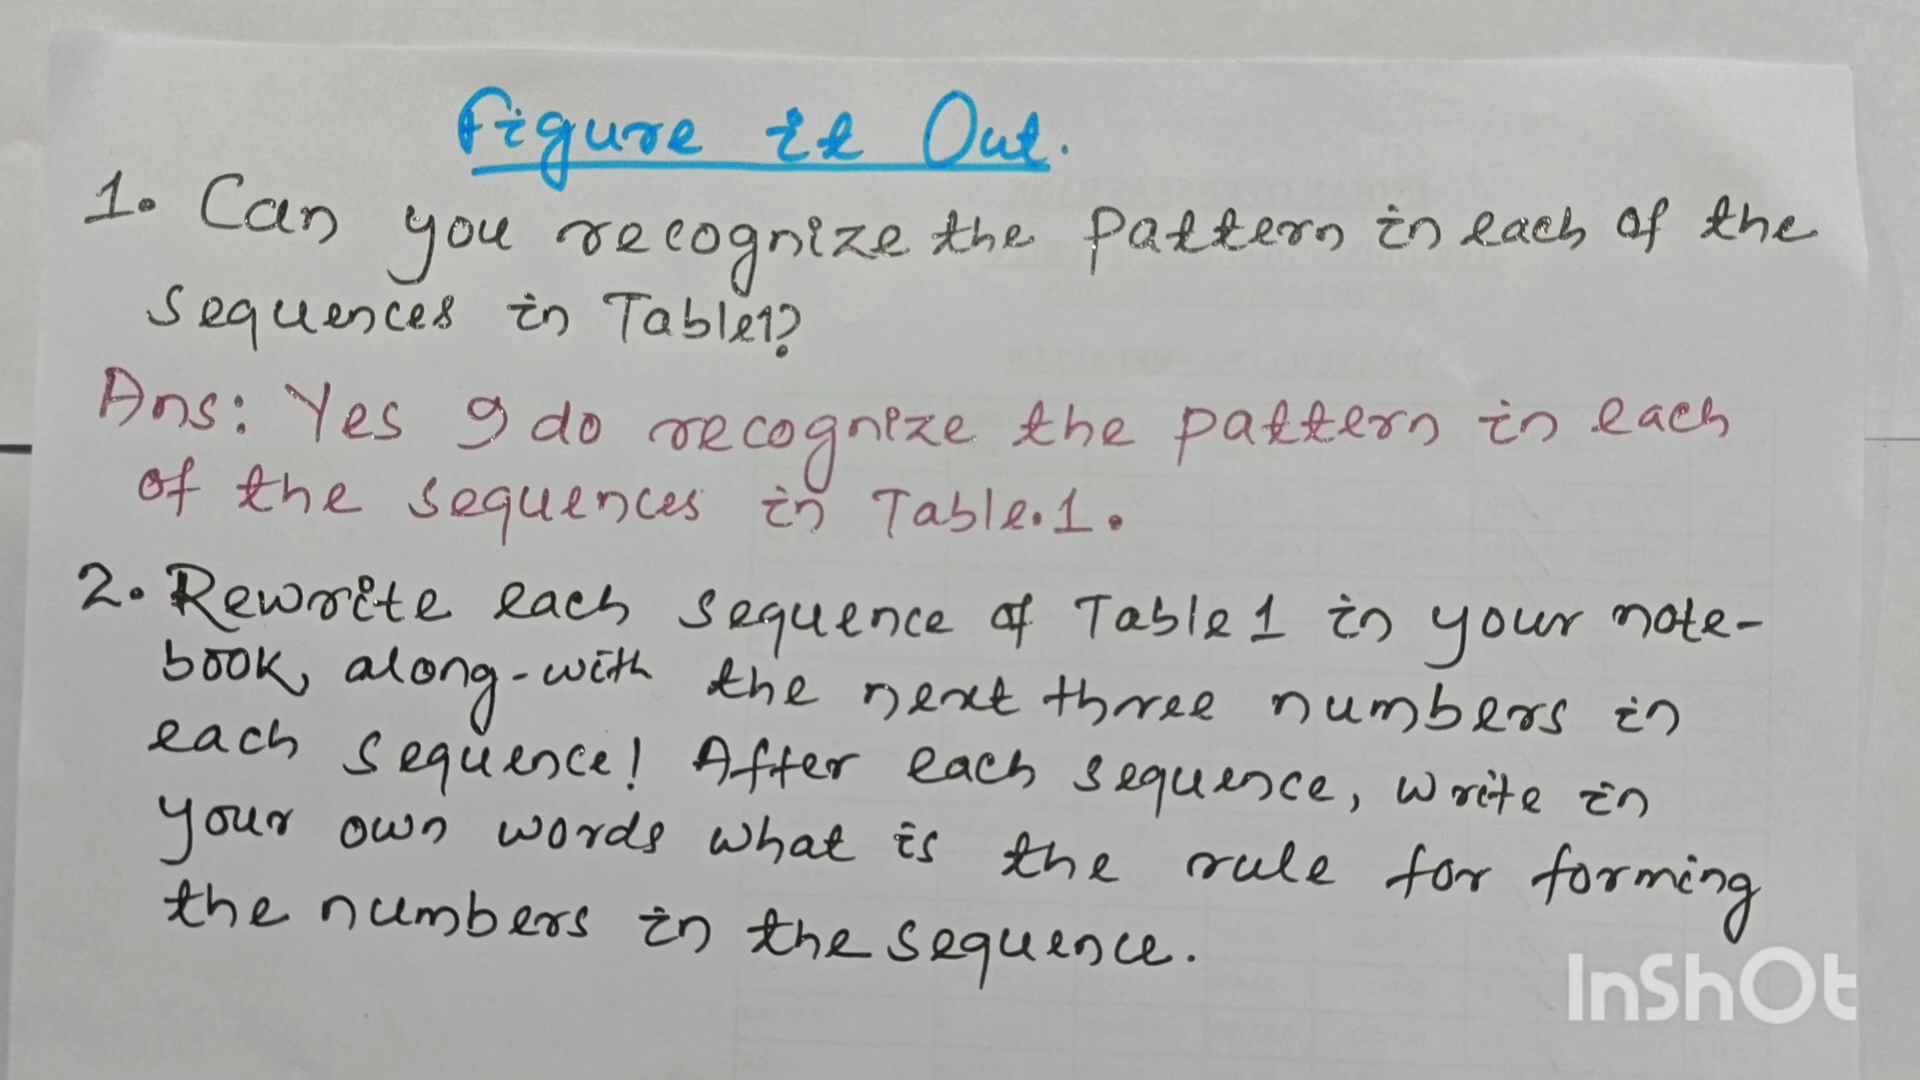 Figure it Out.
1. Can you recognize the pattern in each of the
sequences in Table1?
Ans: Yes I do recognize the pattern in each
of the sequences in Table.1.
2. Rewrite each sequence of Table 1 in your note-
book, along-with the next three numbers in
each sequence! After each sequence, write in
your own words what is the rule for forming
the numbers in the sequence.
InShOt